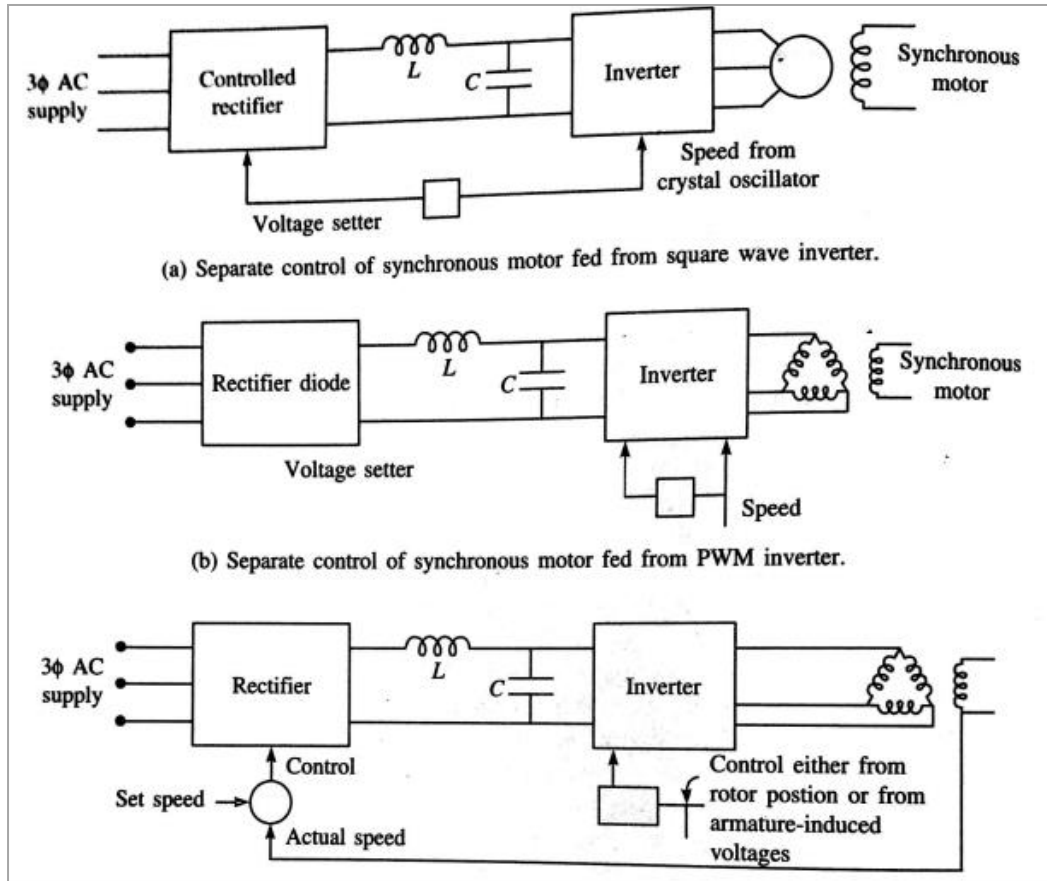 3ϕ AC
supply
Controlled
rectifier
L
C
Inverter
Synchronous
motor
Speed from
crystal oscillator
Voltage setter
(a) Separate control of synchronous motor fed from square wave inverter.
3ϕ AC
supply
Rectifier diode
L
C
Inverter
Synchronous
motor
Voltage setter
Speed
(b) Separate control of synchronous motor fed from PWM inverter.
3ϕ AC
supply
Rectifier
L
C
Inverter
Control
Set speed
Actual speed
Control either from
rotor postion or from
armature-induced
voltages